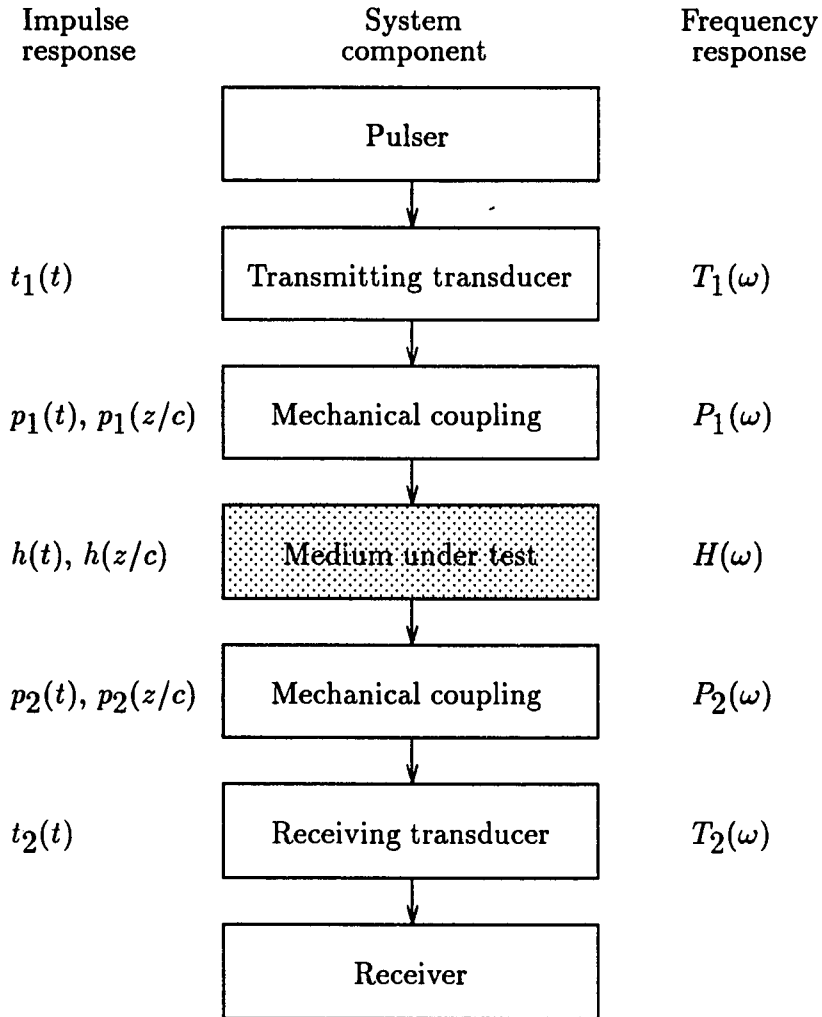 Impulse System Frequency
response component response
Pulser
t1(t) Transmitting transducer T1(ω)
p1(t), p1(z/c) Mechanical coupling P1(ω)
h(t), h(z/c) Medium under test H(ω)
p2(t), p2(z/c) Mechanical coupling P2(ω)
t2(t) Receiving transducer T2(ω)
Receiver